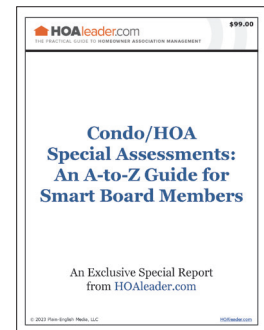 $99.00
HOAleader.com
THE PRACTICAL GUIDE TO HOMEOWNER ASSOCIATION MANAGEMENT
Condo/HOA
Special Assessments:
An A-to-Z Guide for
Smart Board Members
An Exclusive Special Report
from HOAleader.com
© 2023 Plain-English Media, LLC
HOAleader.com